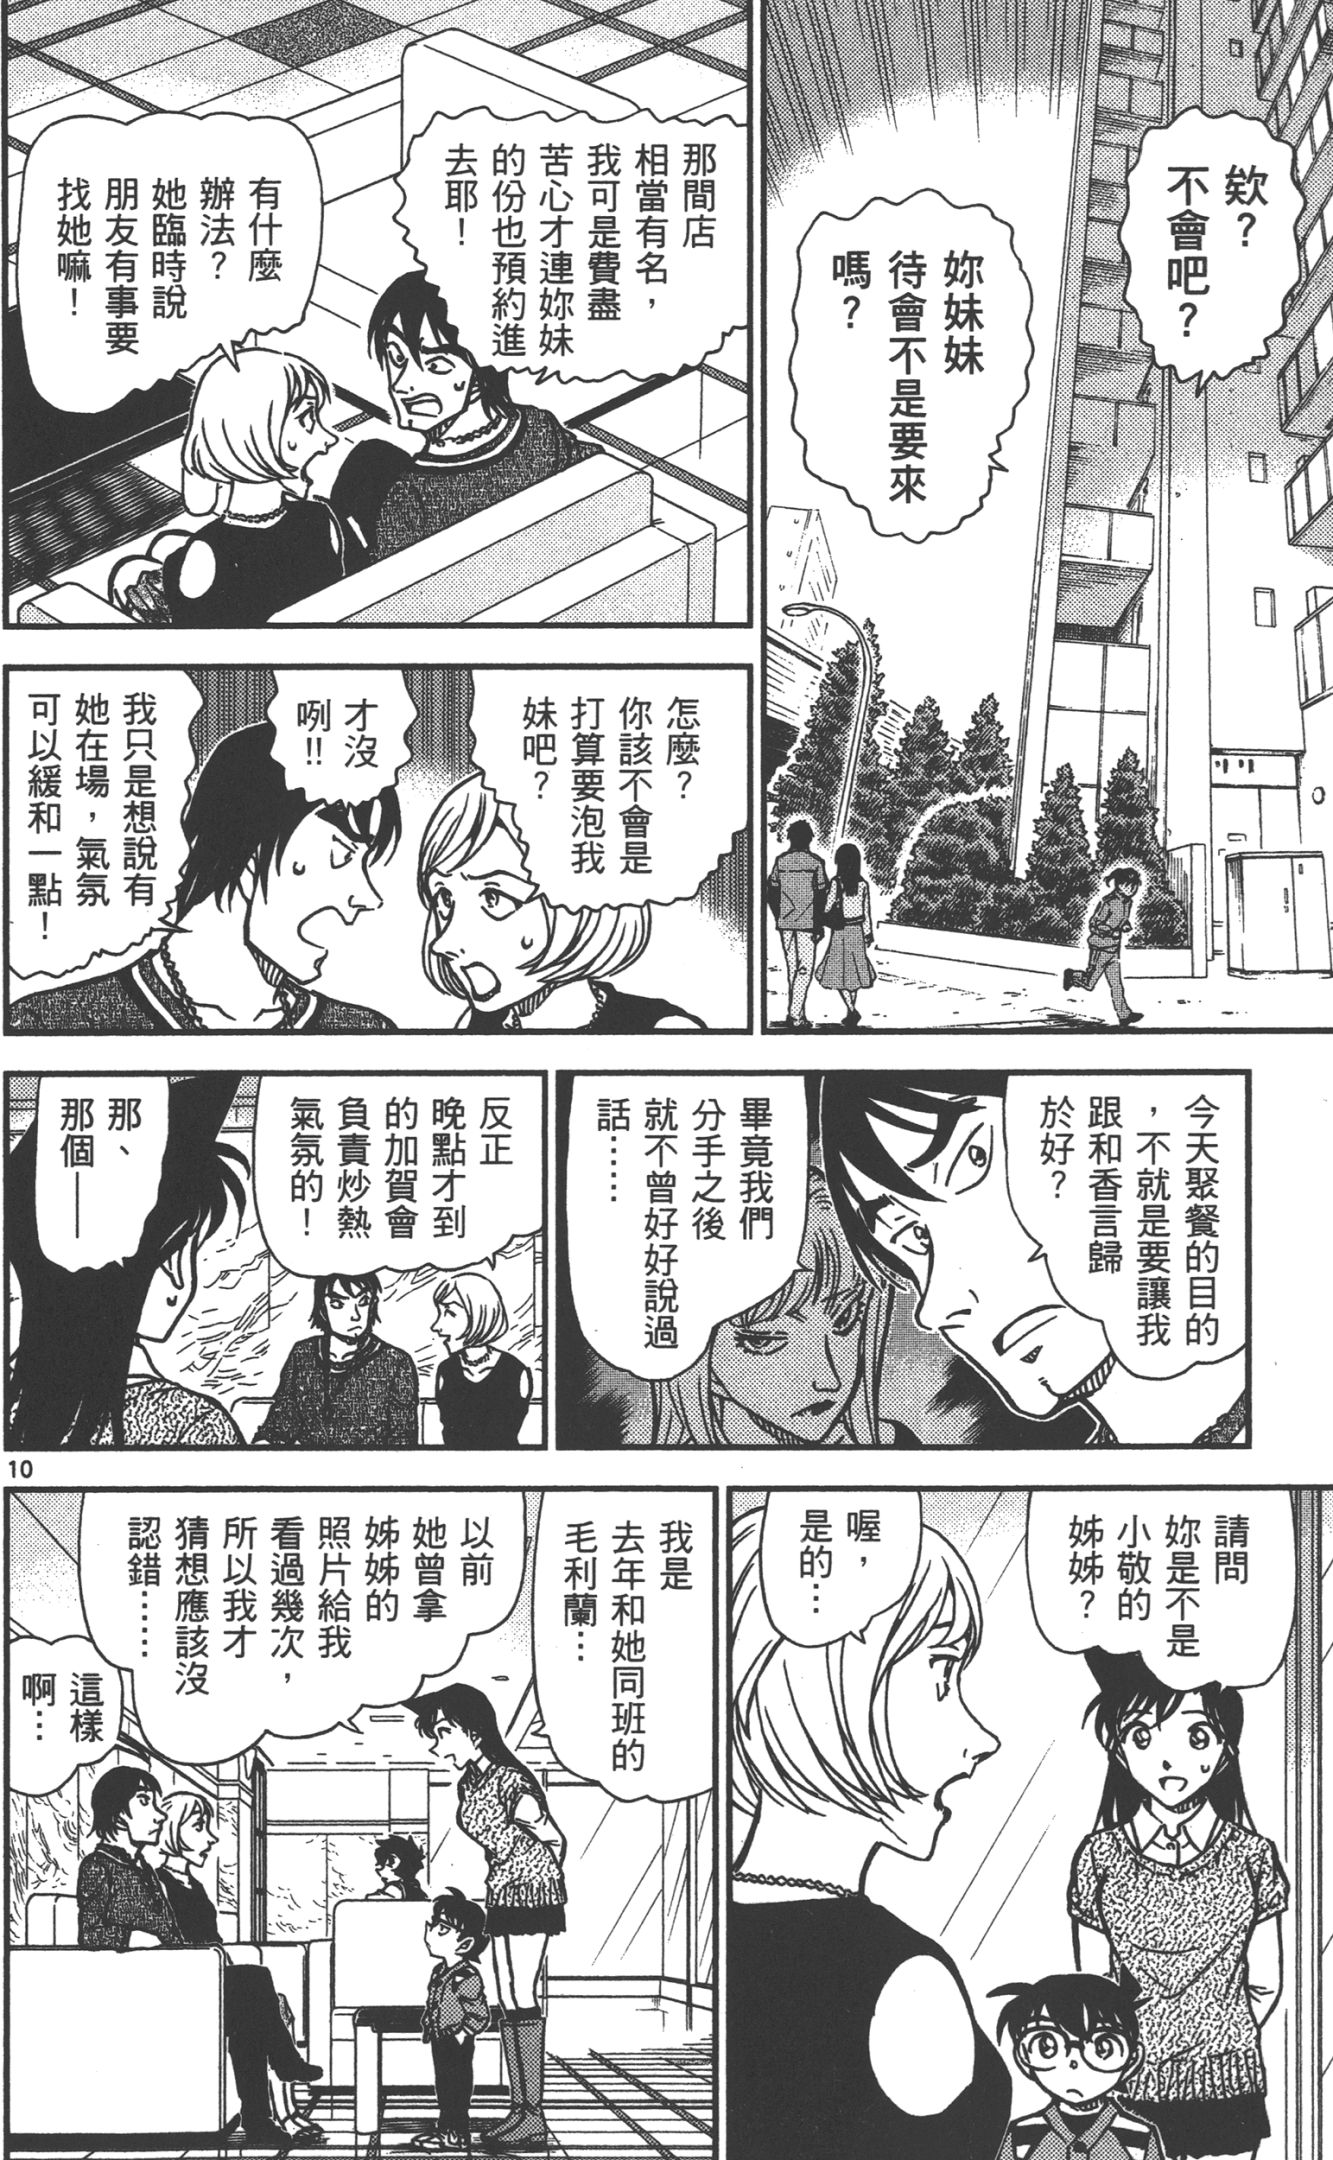 欸？
不會吧？
妳妹妹
待會不是要來
嗎？
那間店
相當有名，
我可是費盡
苦心才連妳妹
的份也預約進
去耶！
有什麼
辦法？
她臨時說
朋友有事要
找她嘛！
怎麼？
你該不會是
打算要泡我
妹吧？
才沒
咧!!
我只是想說有
她在場，氣氛
可以緩和一點！
今天聚餐的目的
，不就是要讓我
跟和香言歸
於好？
畢竟我們
分手之後
就不曾好好說過
話……
反正
晚點才到
的加賀會
負責炒熱
氣氛的！
那、
那個——
10
請問
妳是不是
小敬的
姊姊？
喔，
是的…
我是
去年和她同班的
毛利蘭…
以前
她曾拿
姊姊的
照片給我
看過幾次，
所以我才
猜想應該沒
認錯……
這樣
啊…